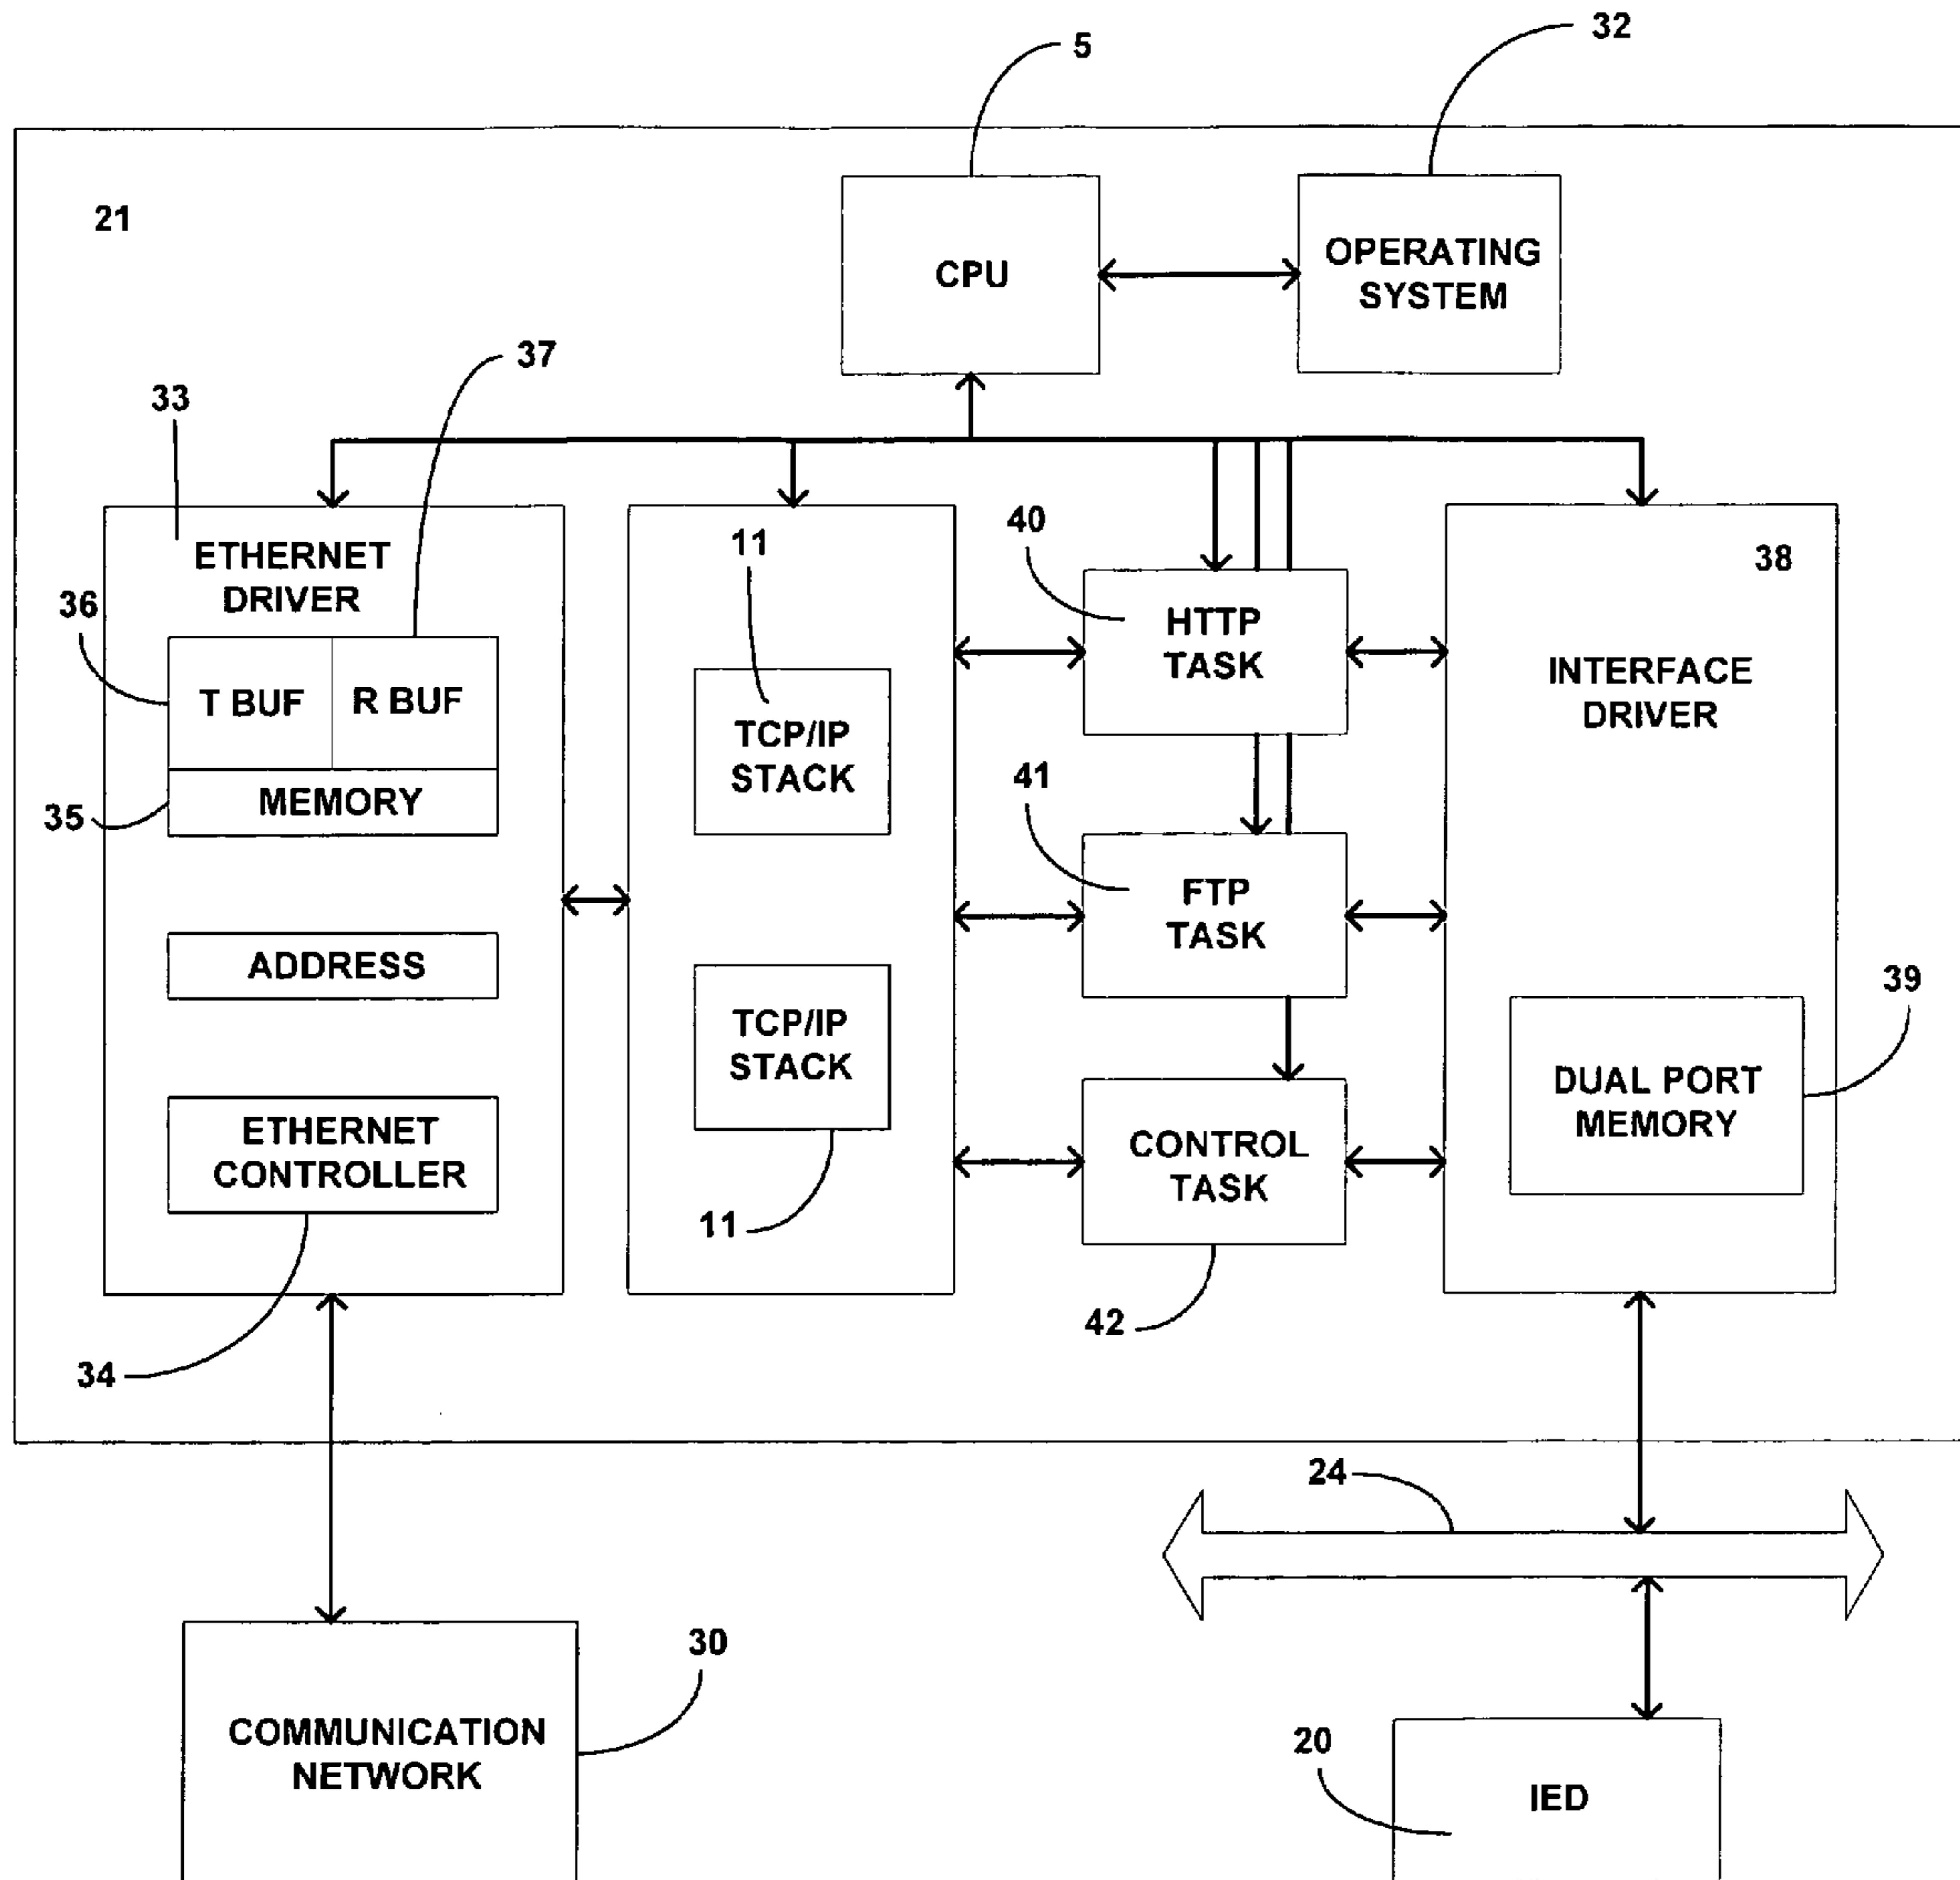 32
5
21
CPU
OPERATING
SYSTEM
37
33
ETHERNET
DRIVER
36
T BUF
R BUF
35
MEMORY
ADDRESS
ETHERNET
CONTROLLER
34
11
TCP/IP
STACK
TCP/IP
STACK
11
40
HTTP
TASK
41
FTP
TASK
CONTROL
TASK
42
38
INTERFACE
DRIVER
39
DUAL PORT
MEMORY
24
30
COMMUNICATION
NETWORK
20
IED